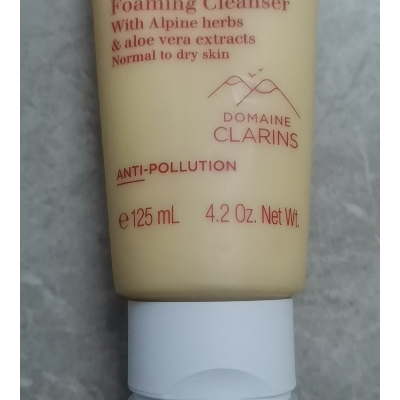 Foaming Cleanser
With Alpine herbs
& aloe vera extracts
Normal to dry skin
DOMAINE
CLARINS
ANTI-POLLUTION
℮125 mL 4.2 Oz. Net Wt.